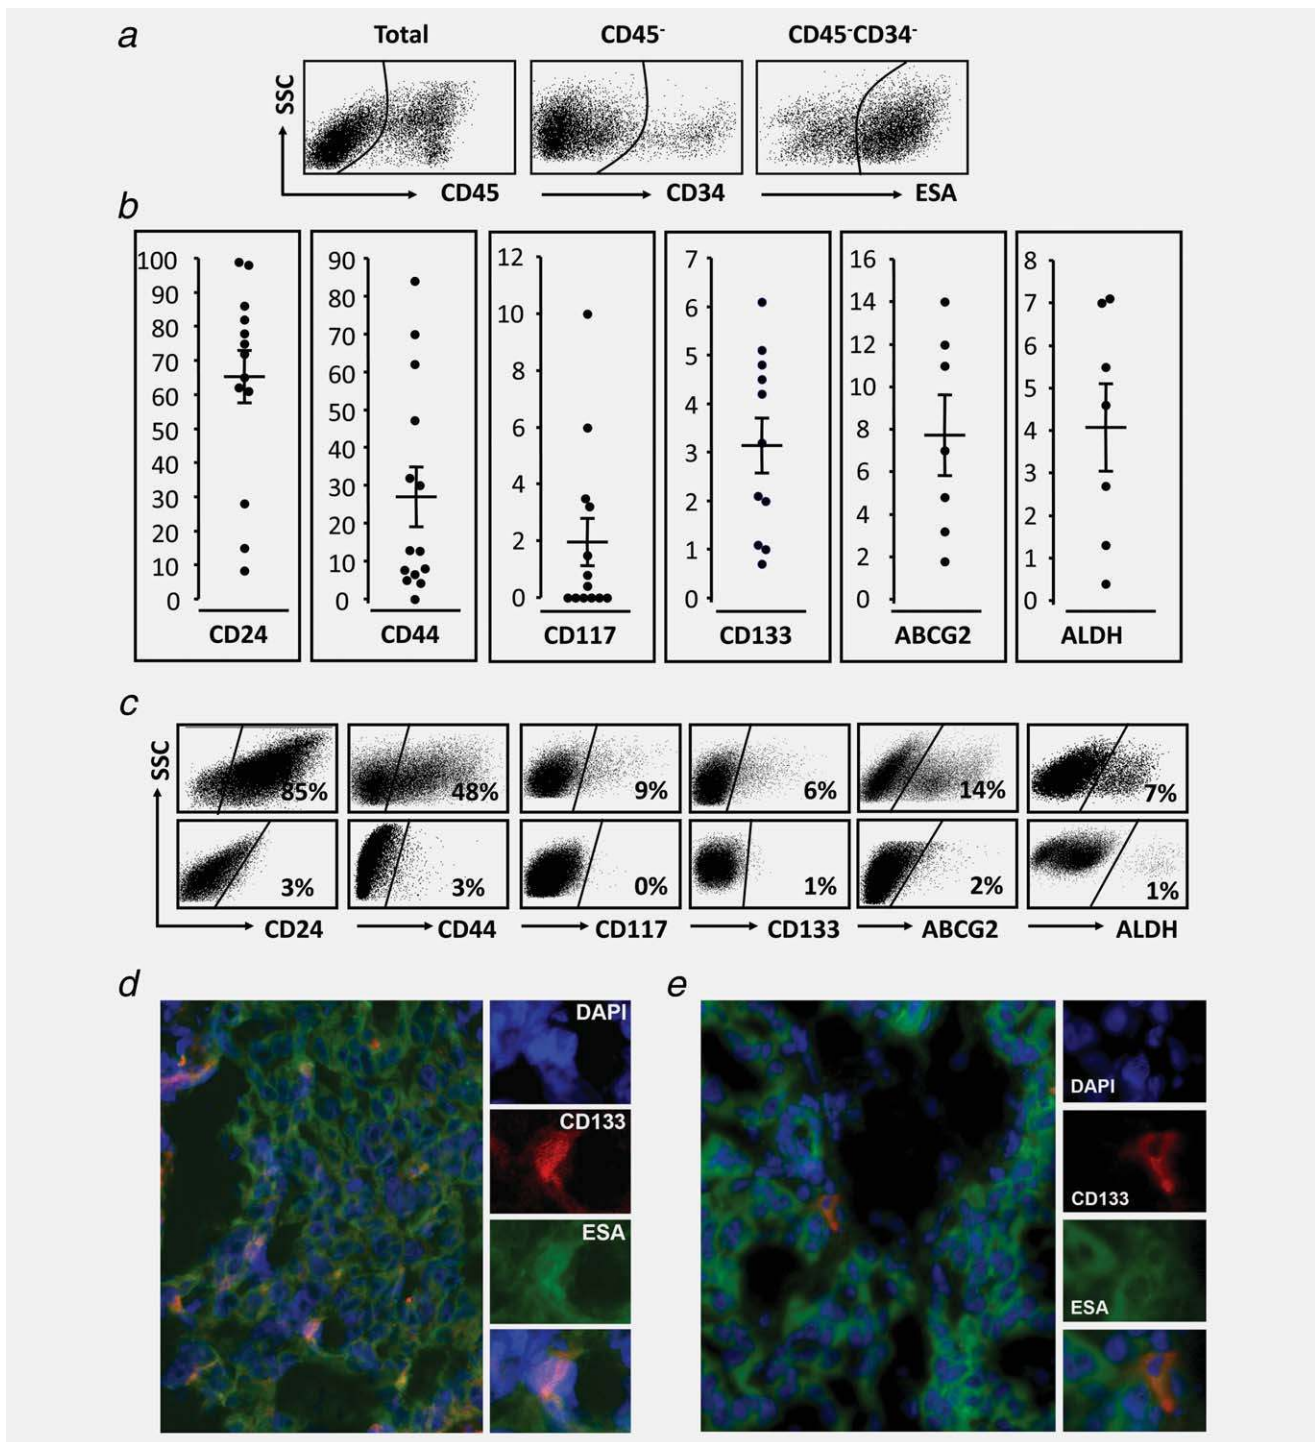 a
Total CD45- CD45-CD34-
SSC
CD45 CD34 ESA
b
100 90 80 70 60 50 40 30 20 10 0
CD24
90 80 70 60 50 40 30 20 10 0
CD44
12 10 8 6 4 2 0
CD117
7 6 5 4 3 2 1 0
CD133
16 14 12 10 8 6 4 2 0
ABCG2
8 7 6 5 4 3 2 1 0
ALDH
c
SSC
85% 48% 9% 6% 14% 7%
3% 3% 0% 1% 2% 1%
CD24 CD44 CD117 CD133 ABCG2 ALDH
d
DAPI
CD133
ESA
e
DAPI
CD133
ESA